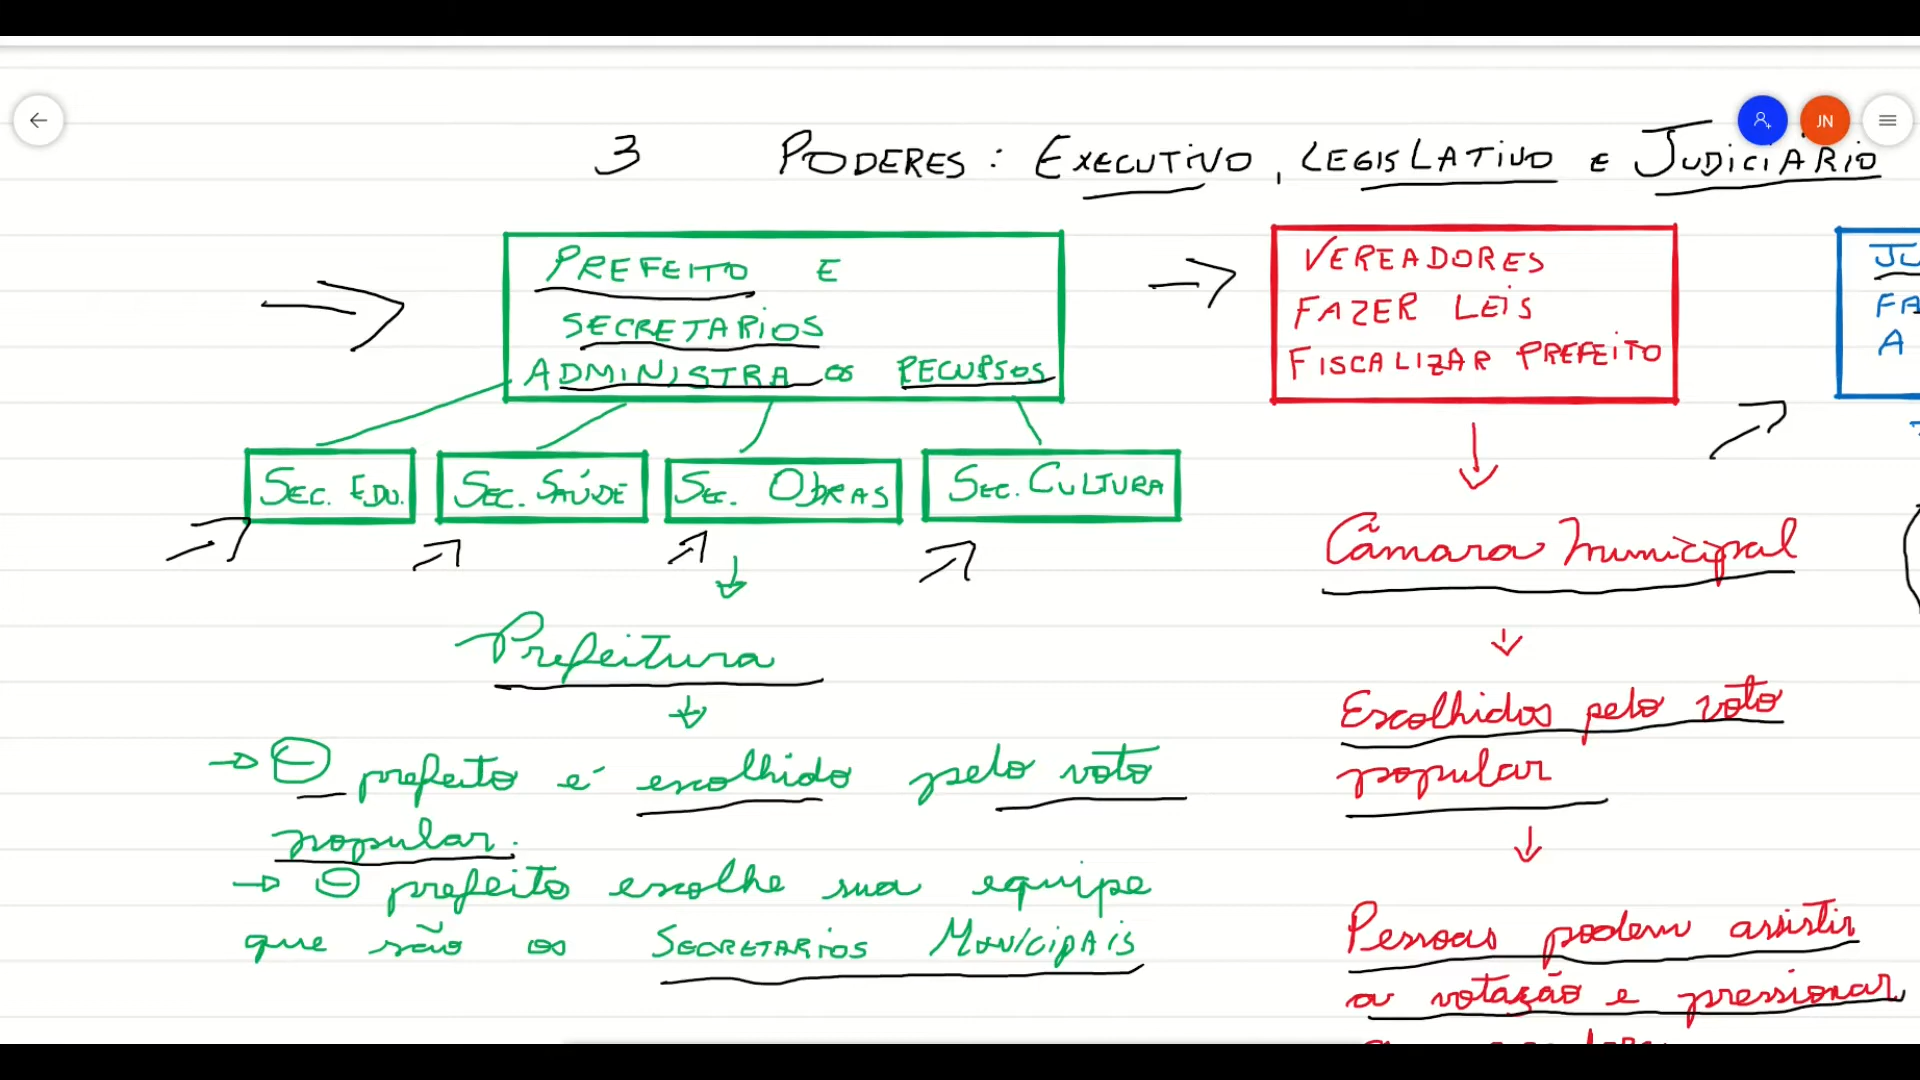 JN
3 PODERES: EXECUTIVO, LEGISLATIVO E JUDICIÁRIO
PREFEITO E
SECRETARIOS
ADMINISTRA OS RECURSOS
SEC. EDU.
SEC. SAÚDE
SEC. OBRAS
SEC. CULTURA
Prefeitura
→ O prefeito é escolhido pelo voto
popular.
→ O prefeito escolhe sua equipe
que são os SECRETARIOS MUNICIPAIS
VEREADORES
FAZER LEIS
FISCALIZAR PREFEITO
Câmara Municipal
Escolhidos pelo voto
popular
Pessoas podem assistir
a votação e pressionar
JU
FA
A